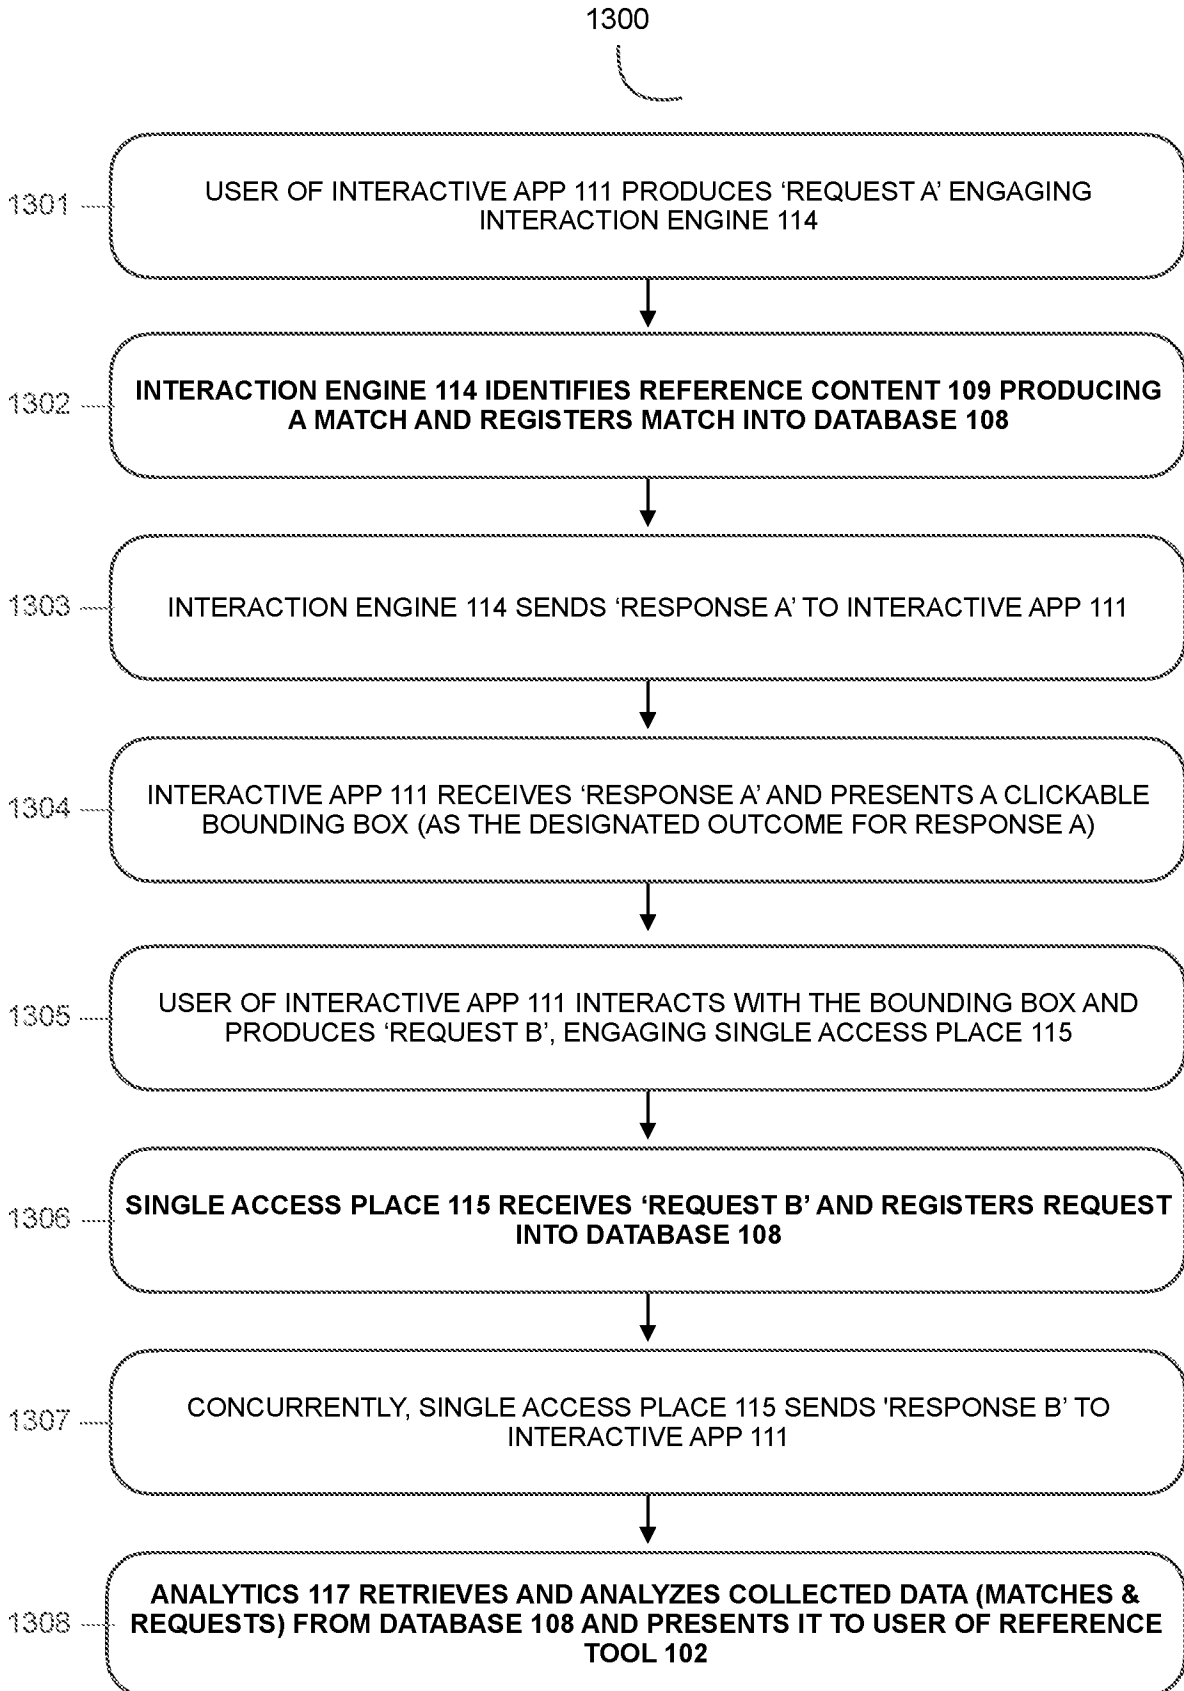 1300
1301
USER OF INTERACTIVE APP 111 PRODUCES ‘REQUEST A’ ENGAGING
INTERACTION ENGINE 114
1302
INTERACTION ENGINE 114 IDENTIFIES REFERENCE CONTENT 109 PRODUCING
A MATCH AND REGISTERS MATCH INTO DATABASE 108
1303
INTERACTION ENGINE 114 SENDS ‘RESPONSE A’ TO INTERACTIVE APP 111
1304
INTERACTIVE APP 111 RECEIVES ‘RESPONSE A’ AND PRESENTS A CLICKABLE
BOUNDING BOX (AS THE DESIGNATED OUTCOME FOR RESPONSE A)
1305
USER OF INTERACTIVE APP 111 INTERACTS WITH THE BOUNDING BOX AND
PRODUCES ‘REQUEST B’, ENGAGING SINGLE ACCESS PLACE 115
1306
SINGLE ACCESS PLACE 115 RECEIVES ‘REQUEST B’ AND REGISTERS REQUEST
INTO DATABASE 108
1307
CONCURRENTLY, SINGLE ACCESS PLACE 115 SENDS 'RESPONSE B’ TO
INTERACTIVE APP 111
1308
ANALYTICS 117 RETRIEVES AND ANALYZES COLLECTED DATA (MATCHES &
REQUESTS) FROM DATABASE 108 AND PRESENTS IT TO USER OF REFERENCE
TOOL 102